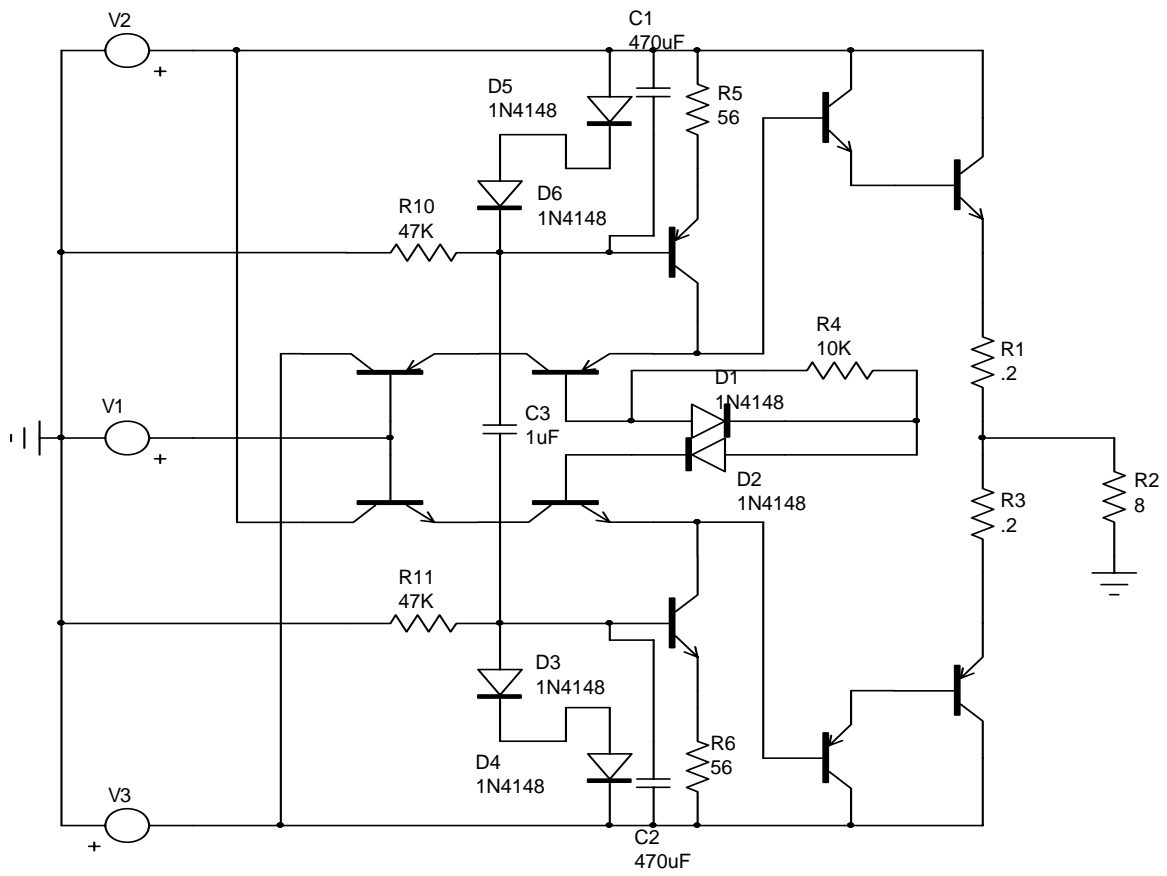 V2
+
C1
470uF
D5
1N4148
R5
56
D6
1N4148
R10
47K
R4
10K
D1
1N4148
R1
.2
V1
+
C3
1uF
D2
1N4148
R3
.2
R2
8
R11
47K
D3
1N4148
R6
56
D4
1N4148
V3
+
C2
470uF